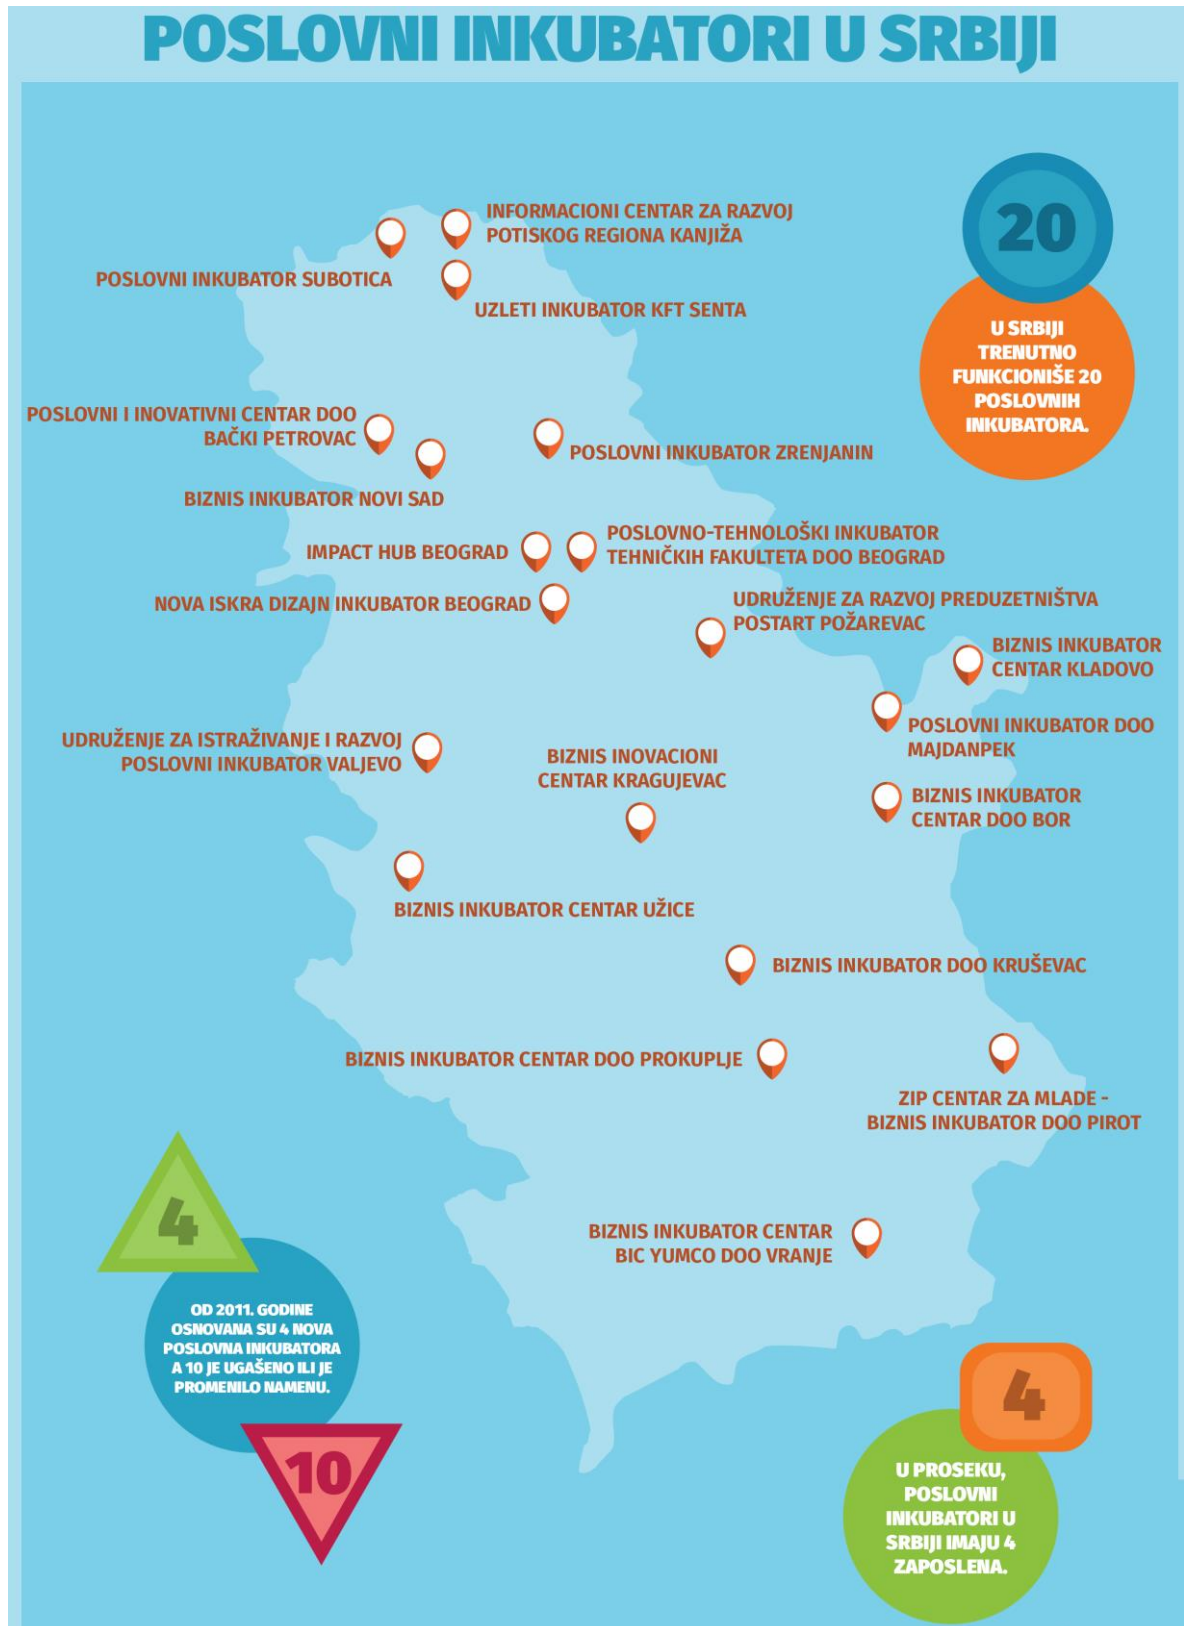 POSLOVNI INKUBATORI U SRBIJI
20
U SRBIJI
TRENUTNO
FUNKCIONIŠE 20
POSLOVNIH
INKUBATORA.
INFORMACIONI CENTAR ZA RAZVOJ
POTISKOG REGIONA KANJIŽA
POSLOVNI INKUBATOR SUBOTICA
UZLETI INKUBATOR KFT SENTA
POSLOVNI I INOVATIVNI CENTAR DOO
BAČKI PETROVAC
POSLOVNI INKUBATOR ZRENJANIN
BIZNIS INKUBATOR NOVI SAD
IMPACT HUB BEOGRAD
POSLOVNO-TEHNOLOŠKI INKUBATOR
TEHNIČKIH FAKULTETA DOO BEOGRAD
NOVA ISKRA DIZAJN INKUBATOR BEOGRAD
UDRUŽENJE ZA RAZVOJ PREDUZETNIŠTVA
POSTART POŽAREVAC
BIZNIS INKUBATOR
CENTAR KLADOVO
POSLOVNI INKUBATOR DOO
MAJDANPEK
UDRUŽENJE ZA ISTRAŽIVANJE I RAZVOJ
POSLOVNI INKUBATOR VALJEVO
BIZNIS INOVACIONI
CENTAR KRAGUJEVAC
BIZNIS INKUBATOR
CENTAR DOO BOR
BIZNIS INKUBATOR CENTAR UŽICE
BIZNIS INKUBATOR DOO KRUŠEVAC
BIZNIS INKUBATOR CENTAR DOO PROKUPLJE
ZIP CENTAR ZA MLADE -
BIZNIS INKUBATOR DOO PIROT
BIZNIS INKUBATOR CENTAR
BIC YUMCO DOO VRANJE
4
OD 2011. GODINE
OSNOVANA SU 4 NOVA
POSLOVNA INKUBATORA
A 10 JE UGAŠENO ILI JE
PROMENILO NAMENU.
10
4
U PROSEKU,
POSLOVNI
INKUBATORI U
SRBIJI IMAJU 4
ZAPOSLENA.